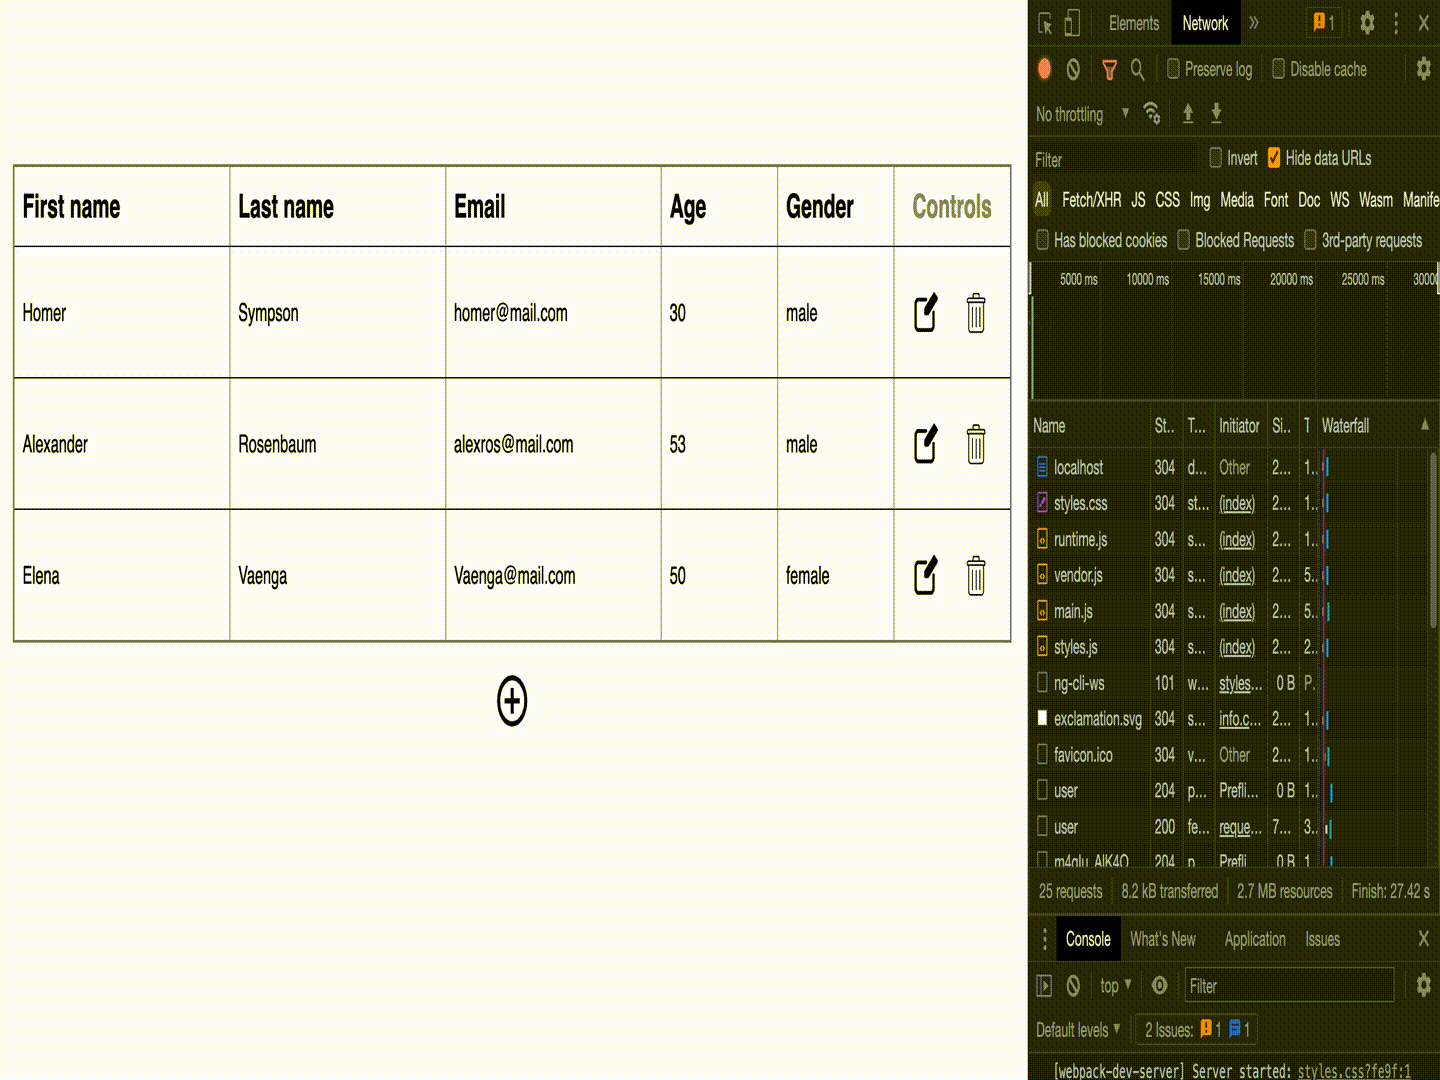 First name Last name Email Age Gender Controls
Homer Sympson homer@mail.com 30 male
Alexander Rosenbaum alexros@mail.com 53 male
Elena Vaenga Vaenga@mail.com 50 female
Elements Network 1
Preserve log Disable cache
No throttling
Filter Invert Hide data URLs
All Fetch/XHR JS CSS Img Media Font Doc WS Wasm Manife
Has blocked cookies Blocked Requests 3rd-party requests
5000 ms 10000 ms 15000 ms 20000 ms 25000 ms 3000
Name St.. T... Initiator Si.. T Waterfall
localhost 304 d... Other 2... 1..
styles.css 304 st... (index) 2... 1..
runtime.js 304 s... (index) 2... 1..
vendor.js 304 s... (index) 2... 5..
main.js 304 s... (index) 2... 5..
styles.js 304 s... (index) 2... 2..
ng-cli-ws 101 w... styles... 0 B P.
exclamation.svg 304 s... info.c... 2... 1..
favicon.ico 304 v... Other 2... 1..
user 204 p... Prefli... 0 B 1..
user 200 fe... reque... 7... 3..
204 p Prefli 0 B 1
25 requests 8.2 kB transferred 2.7 MB resources Finish: 27.42 s
Console What's New Application Issues
top Filter
Default levels 2 Issues: 1 1
[webpack-dev-server] Server started: styles.css?fe9f:1